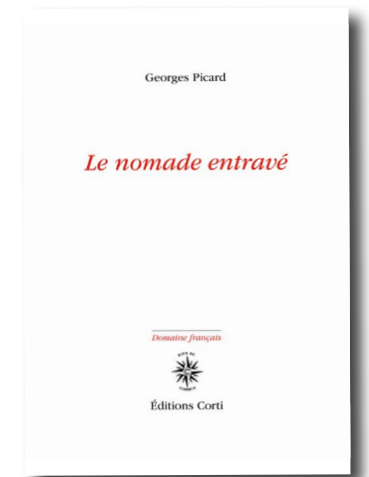 Georges Picard
Le nomade entravé
Domaine français
Éditions Corti